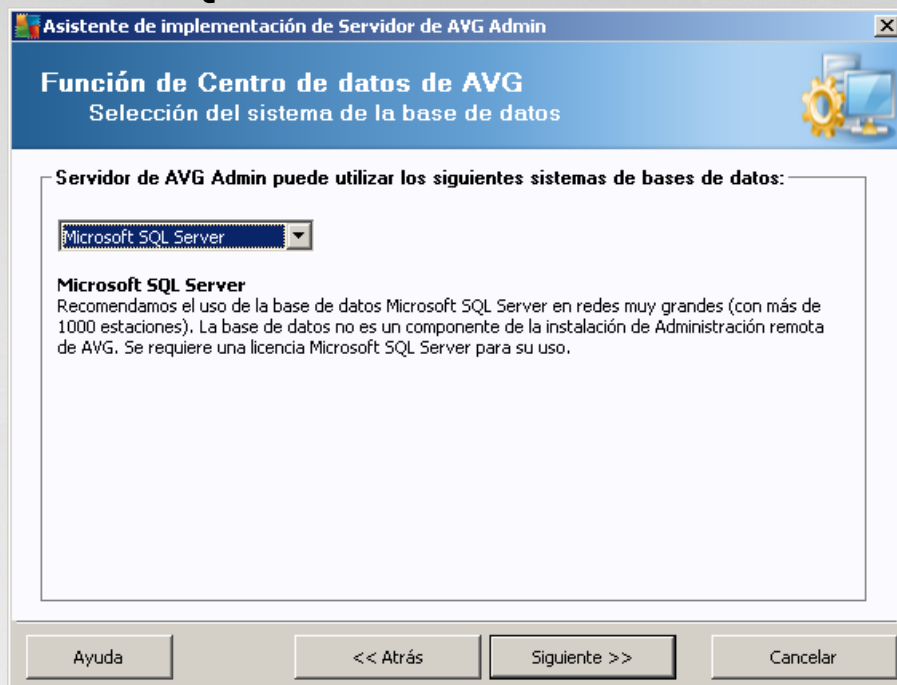 Asistente de implementación de Servidor de AVG Admin
Función de Centro de datos de AVG
Selección del sistema de la base de datos
Servidor de AVG Admin puede utilizar los siguientes sistemas de bases de datos:
Microsoft SQL Server
Microsoft SQL Server
Recomendamos el uso de la base de datos Microsoft SQL Server en redes muy grandes (con más de
1000 estaciones). La base de datos no es un componente de la instalación de Administración remota
de AVG. Se requiere una licencia Microsoft SQL Server para su uso.
Ayuda
<< Atrás
Siguiente >>
Cancelar